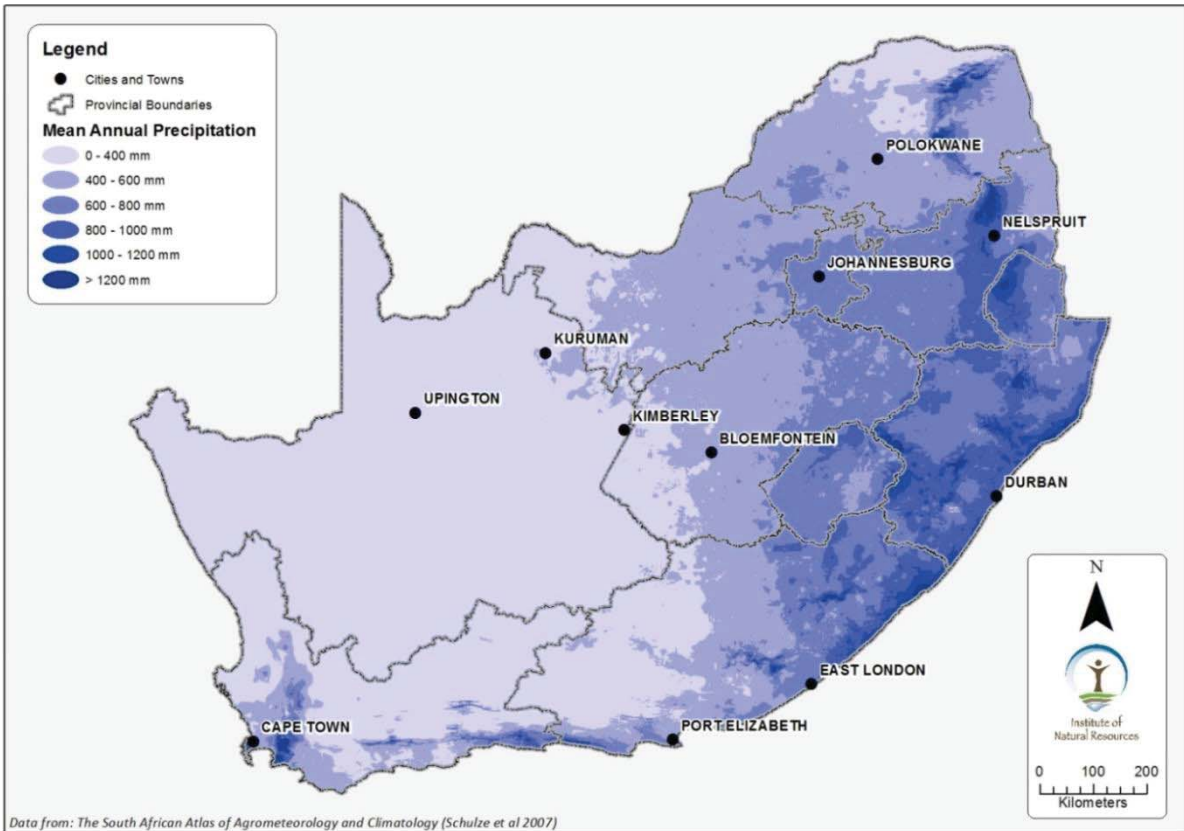 Legend
Cities and Towns
Provincial Boundaries
Mean Annual Precipitation
0 - 400 mm
400 - 600 mm
600 - 800 mm
800 - 1000 mm
1000 - 1200 mm
> 1200 mm
POLOKWANE
NELSPRUIT
JOHANNESBURG
KURUMAN
UPINGTON
KIMBERLEY
BLOEMFONTEIN
DURBAN
EAST LONDON
PORT ELIZABETH
CAPE TOWN
N
Institute of
Natural Resources
0 100 200
Kilometers
Data from: The South African Atlas of Agrometeorology and Climatology (Schulze et al 2007)